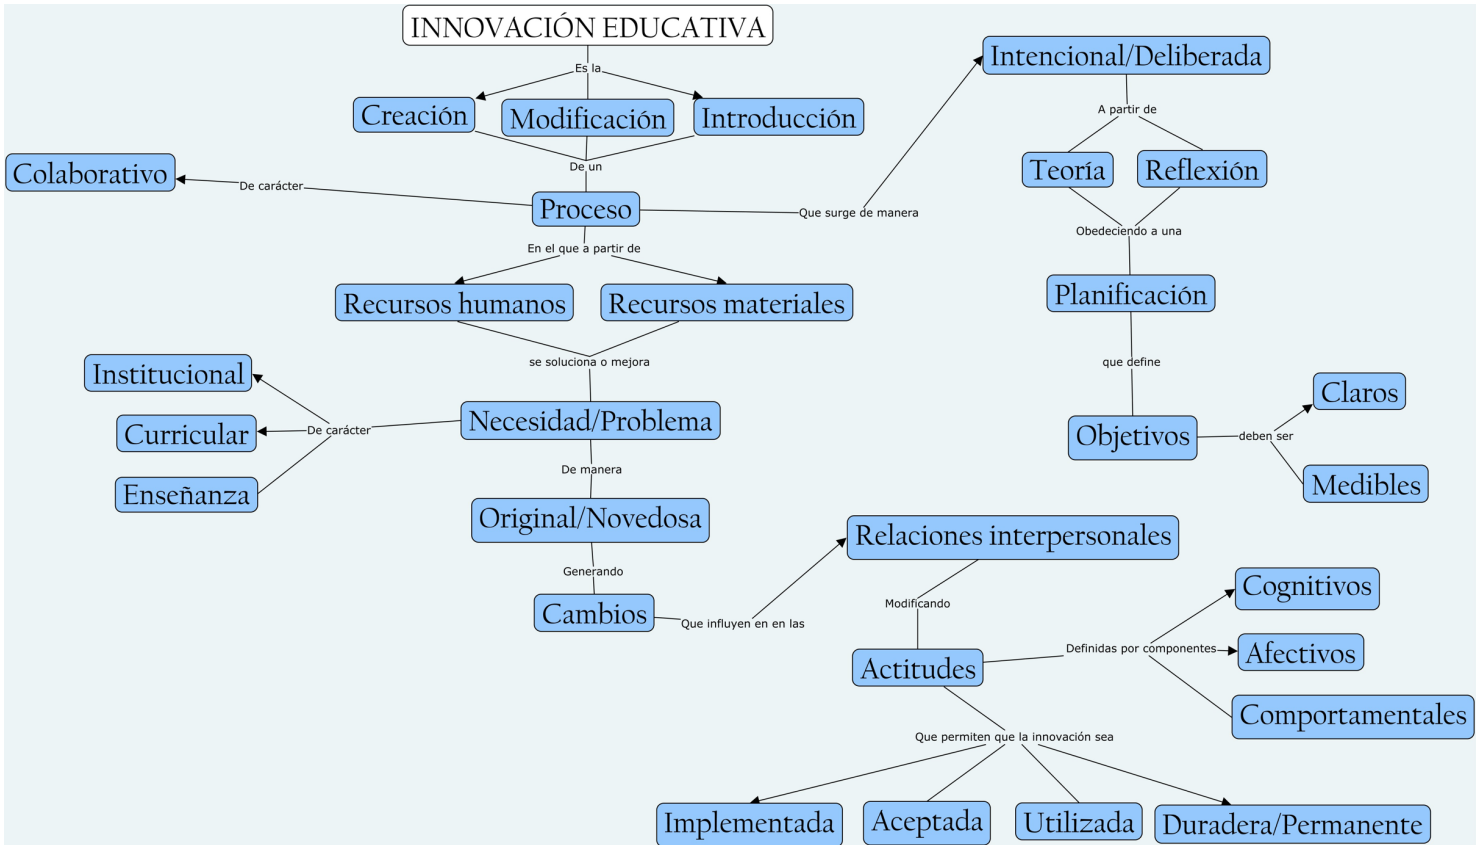 INNOVACIÓN EDUCATIVA
Es la
Creación
Modificación
Introducción
De un
Proceso
De carácter
Colaborativo
Que surge de manera
Intencional/Deliberada
A partir de
Teoría
Reflexión
Obedeciendo a una
Planificación
que define
Objetivos
deben ser
Claros
Medibles
En el que a partir de
Recursos humanos
Recursos materiales
se soluciona o mejora
Necesidad/Problema
De carácter
Institucional
Curricular
Enseñanza
De manera
Original/Novedosa
Generando
Cambios
Que influyen en en las
Relaciones interpersonales
Modificando
Actitudes
Definidas por componentes
Cognitivos
Afectivos
Comportamentales
Que permiten que la innovación sea
Implementada
Aceptada
Utilizada
Duradera/Permanente